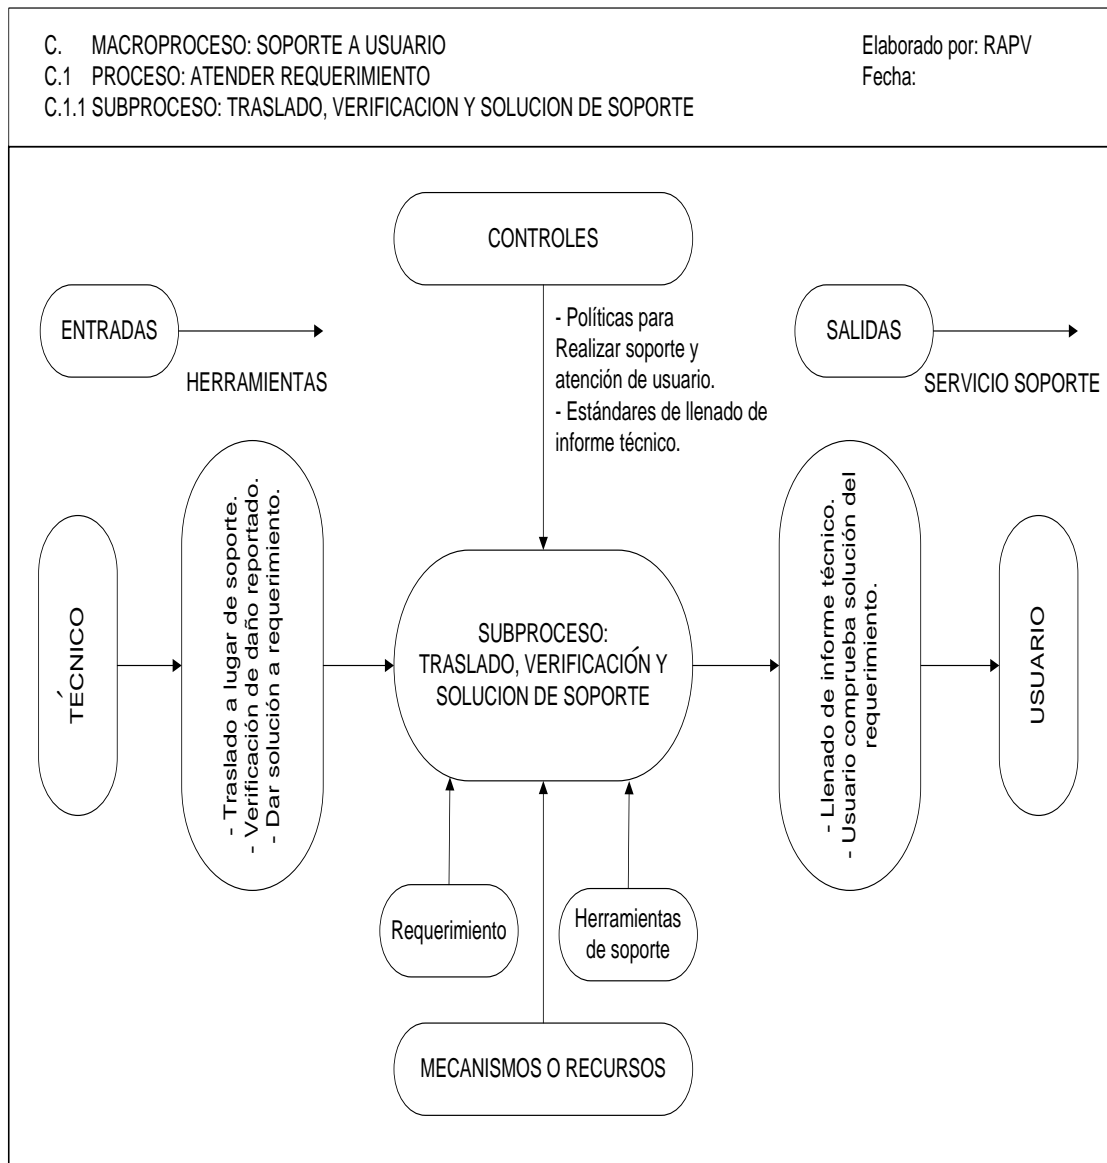 C. MACROPROCESO: SOPORTE A USUARIO
Elaborado por: RAPV
C.1 PROCESO: ATENDER REQUERIMIENTO
Fecha:
C.1.1 SUBPROCESO: TRASLADO, VERIFICACION Y SOLUCION DE SOPORTE
CONTROLES
ENTRADAS
HERRAMIENTAS
- Políticas para
Realizar soporte y
atención de usuario.
- Estándares de llenado de
informe técnico.
SALIDAS
SERVICIO SOPORTE
TÉCNICO
- Traslado a lugar de soporte.
- Verificación de daño reportado.
- Dar solución a requerimiento.
SUBPROCESO:
TRASLADO, VERIFICACIÓN Y
SOLUCION DE SOPORTE
- Llenado de informe técnico.
- Usuario comprueba solución del
requerimiento.
USUARIO
Requerimiento
Herramientas
de soporte
MECANISMOS O RECURSOS